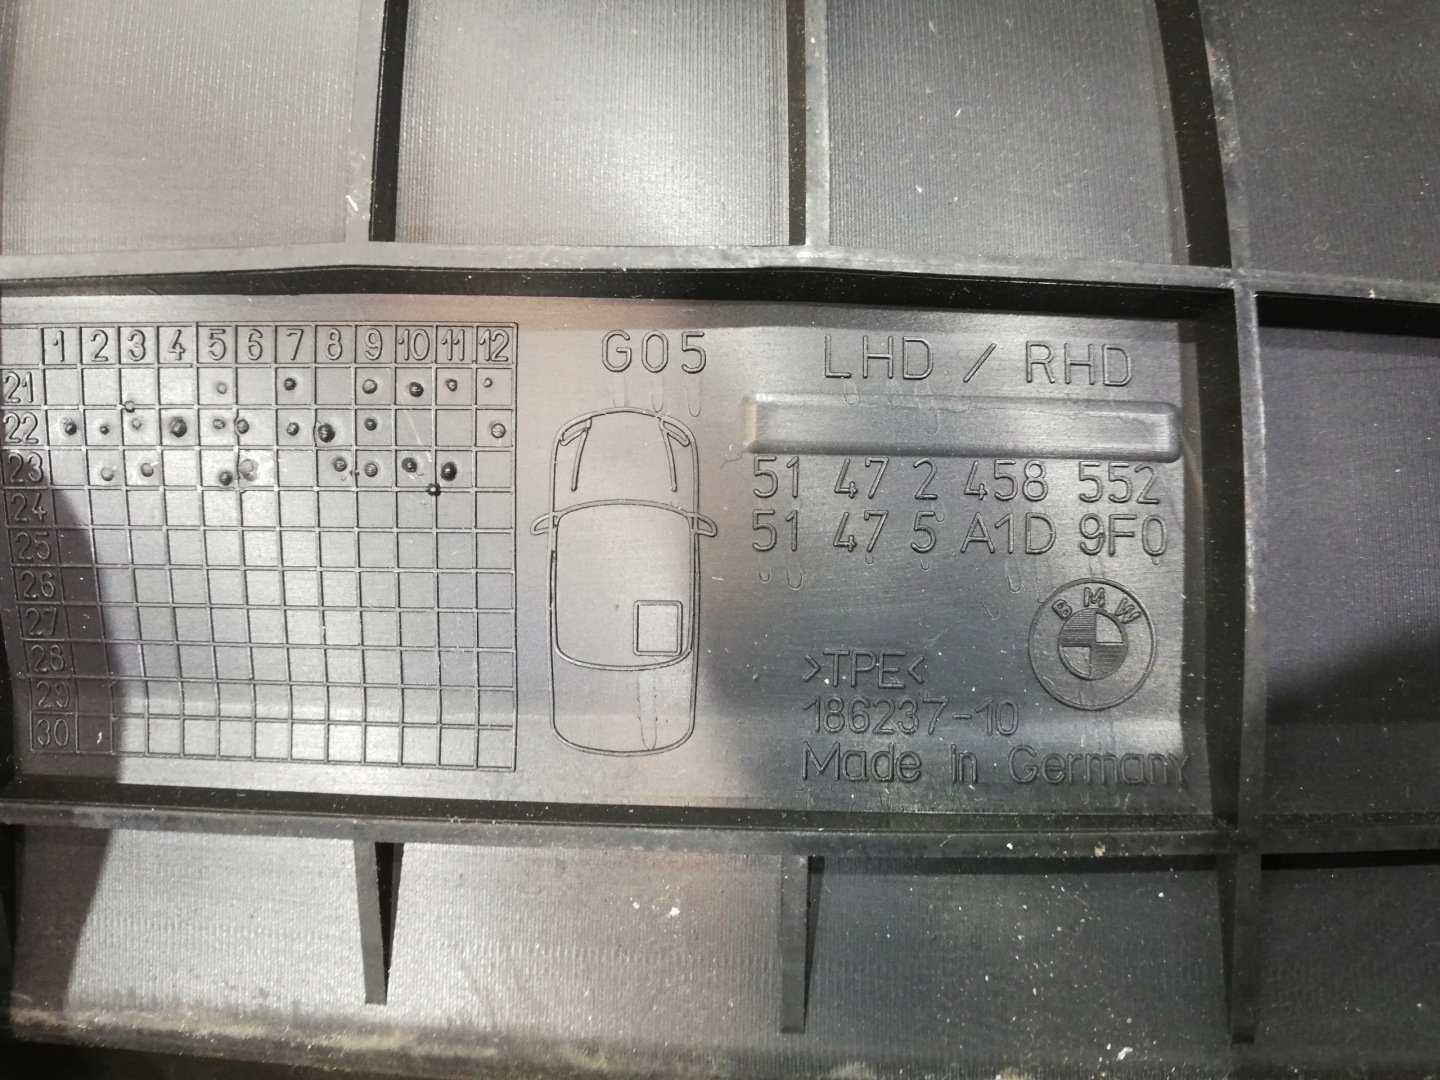 1 2 3 4 5 6 7 8 9 10 11 12
21
22
23
24
25
26
27
28
29
30
G05
LHD / RHD
51 47 2 458 552
51 47 5 A1D 9F0
BMW
>TPE<
186237-10
Made in Germany